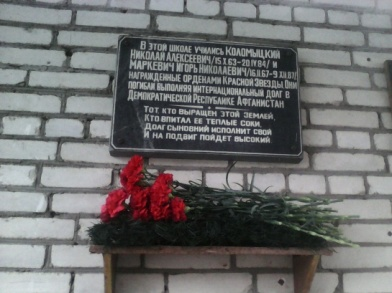 В этой школе учились Коломыцкий
Николай Алексеевич/15.X.63-20.IV.84/ и
Маркевич Игорь Николаевич/16.II.67-9.XII.87/
награжденные орденами Красной Звезды. Они
погибли выполняя интернациональный долг в
Демократической Республике Афганистан
Тот кто выращен этой землей,
Кто впитал ее теплые соки,
Долг сыновний исполнит свой
И на подвиг пойдет высокий